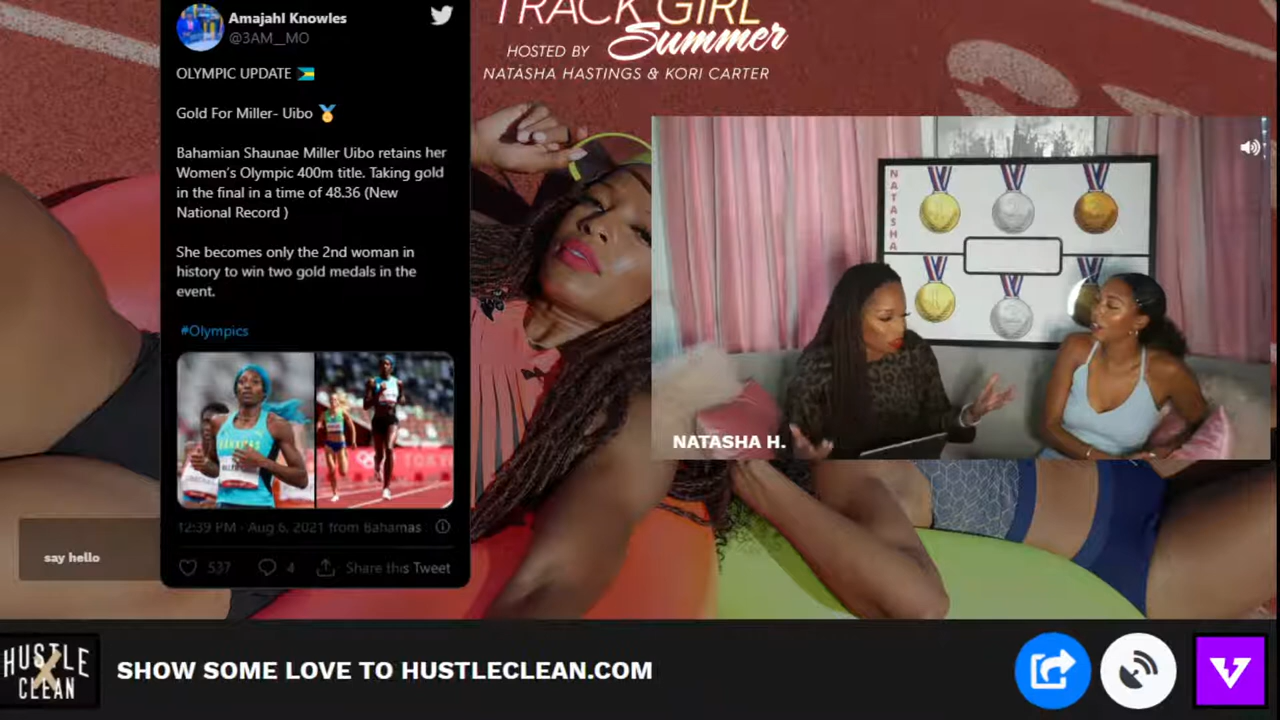 Amajahl Knowles
@3AM__MO
OLYMPIC UPDATE
Gold For Miller- Uibo
Bahamian Shaunae Miller Uibo retains her
Women's Olympic 400m title. Taking gold
in the final in a time of 48.36 (New
National Record )
She becomes only the 2nd woman in
history to win two gold medals in the
event.
#Olympics
BAHAMAS
12:39 PM · Aug 6, 2021 from Bahamas
537
4
Share this Tweet
say hello
TRACK GIRL
Summer
HOSTED BY
NATASHA HASTINGS & KORI CARTER
NATASHA
NATASHA H.
HUSTLE
CLEAN
SHOW SOME LOVE TO HUSTLECLEAN.COM